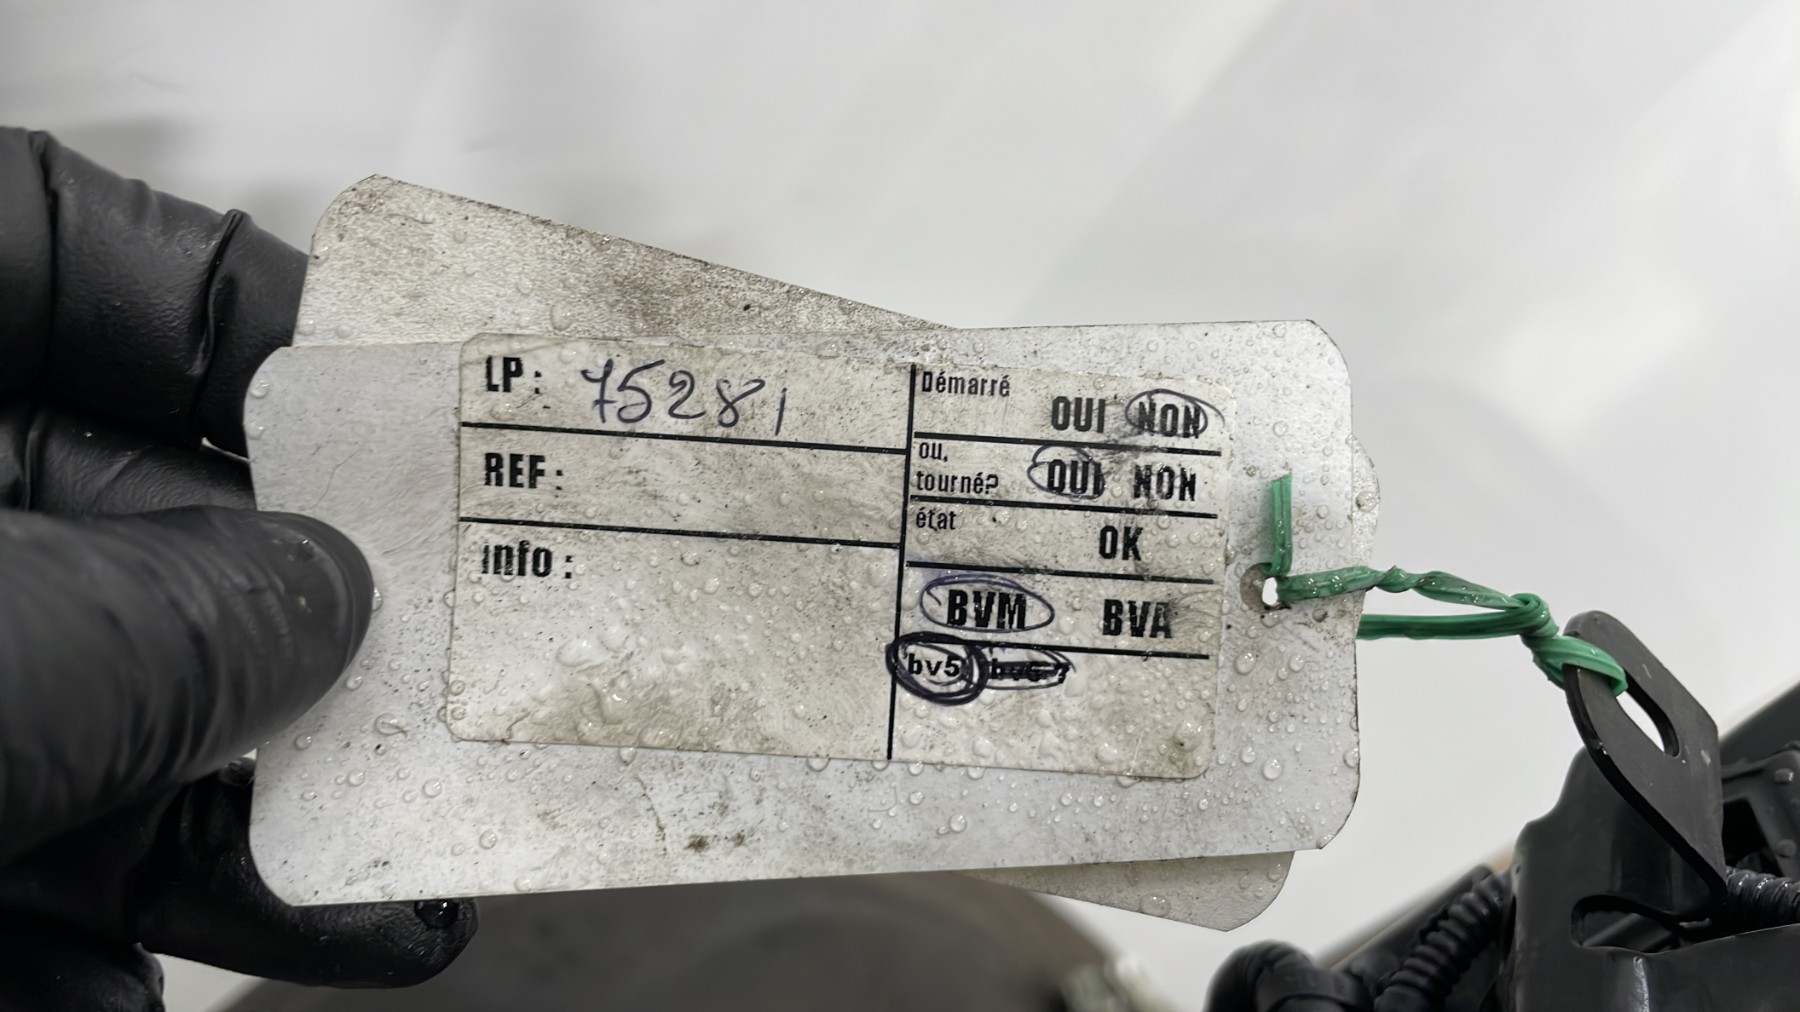 LP: 75281
REF:
info:
Démarré
OUI NON
ou,
tourné? OUI NON
état
OK
BVM BVA
bv5